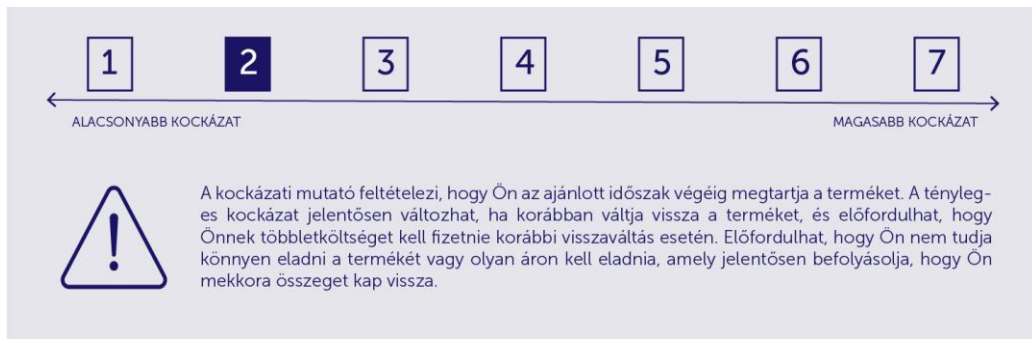 1 2 3 4 5 6 7
ALACSONYABB KOCKÁZAT MAGASABB KOCKÁZAT
A kockázati mutató feltételezi, hogy Ön az ajánlott időszak végéig megtartja a terméket. A tényleg-
es kockázat jelentősen változhat, ha korábban váltja vissza a terméket, és előfordulhat, hogy
Önnek többletköltséget kell fizetnie korábbi visszaváltás esetén. Előfordulhat, hogy Ön nem tudja
könnyen eladni a termékét vagy olyan áron kell eladnia, amely jelentősen befolyásolja, hogy Ön
mekkora összeget kap vissza.